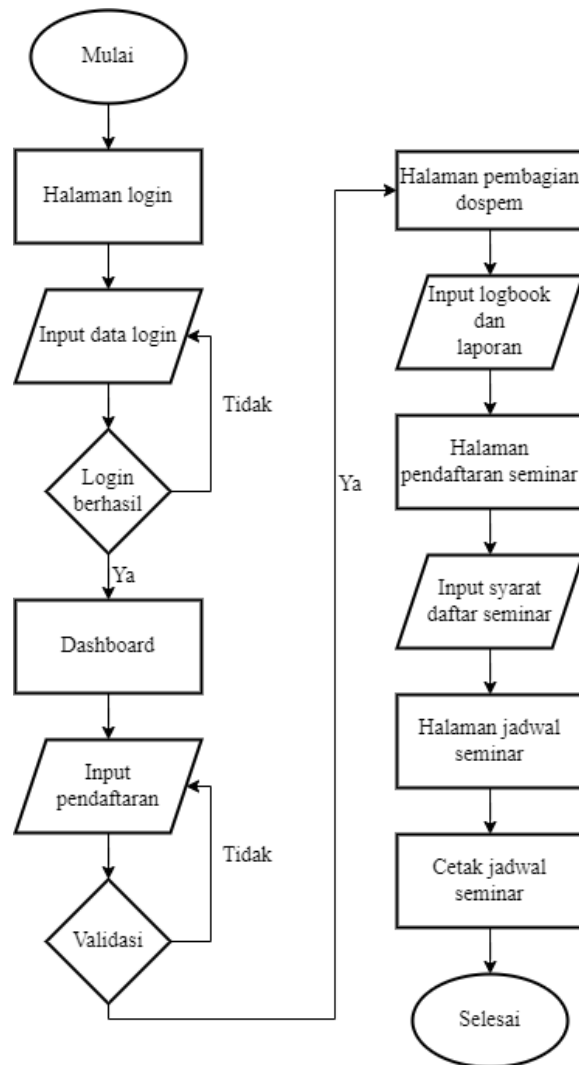 Mulai
Halaman login
Input data login
Tidak
Login
berhasil
Ya
Dashboard
Input
pendaftaran
Tidak
Validasi
Ya
Halaman pembagian
dospem
Input logbook
dan
laporan
Halaman
pendaftaran seminar
Input syarat
daftar seminar
Halaman jadwal
seminar
Cetak jadwal
seminar
Selesai